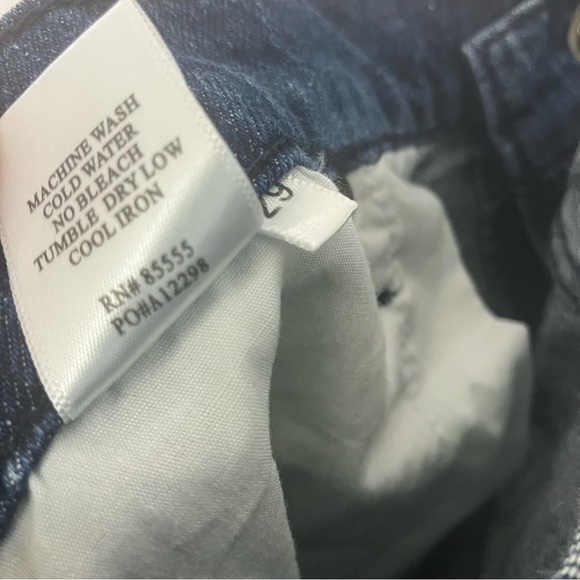 MACHINE WASH
COLD WATER
NO BLEACH
TUMBLE DRY LOW
COOL IRON
RN# 85555
PO#A12298
29